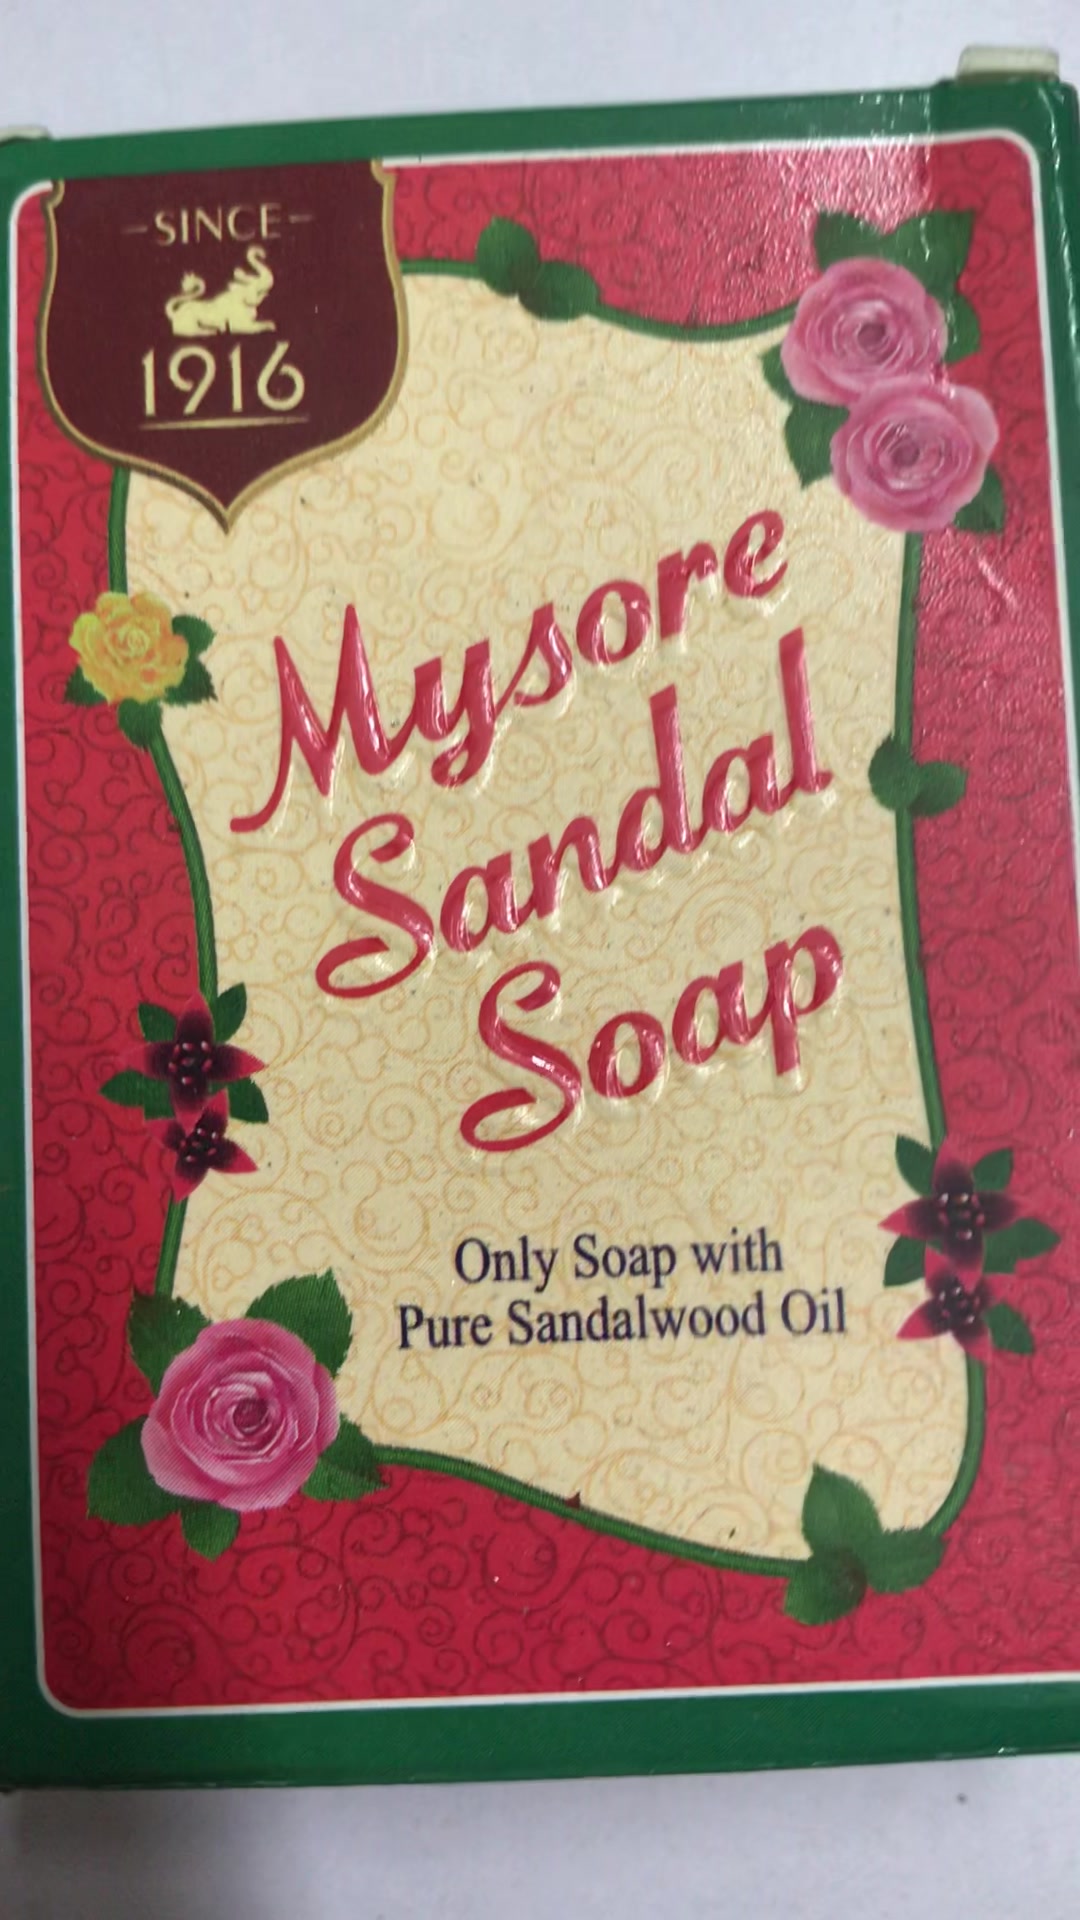 -SINCE-
1916
Mysore
Sandal
Soap
Only Soap with
Pure Sandalwood Oil